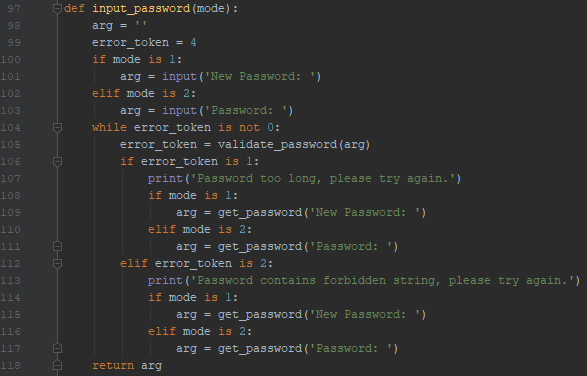 97 def input_password(mode):
98     arg = ''
99     error_token = 4
100     if mode is 1:
101         arg = input('New Password: ')
102     elif mode is 2:
103         arg = input('Password: ')
104     while error_token is not 0:
105         error_token = validate_password(arg)
106         if error_token is 1:
107             print('Password too long, please try again.')
108             if mode is 1:
109                 arg = get_password('New Password: ')
110             elif mode is 2:
111                 arg = get_password('Password: ')
112         elif error_token is 2:
113             print('Password contains forbidden string, please try again.')
114             if mode is 1:
115                 arg = get_password('New Password: ')
116             elif mode is 2:
117                 arg = get_password('Password: ')
118     return arg